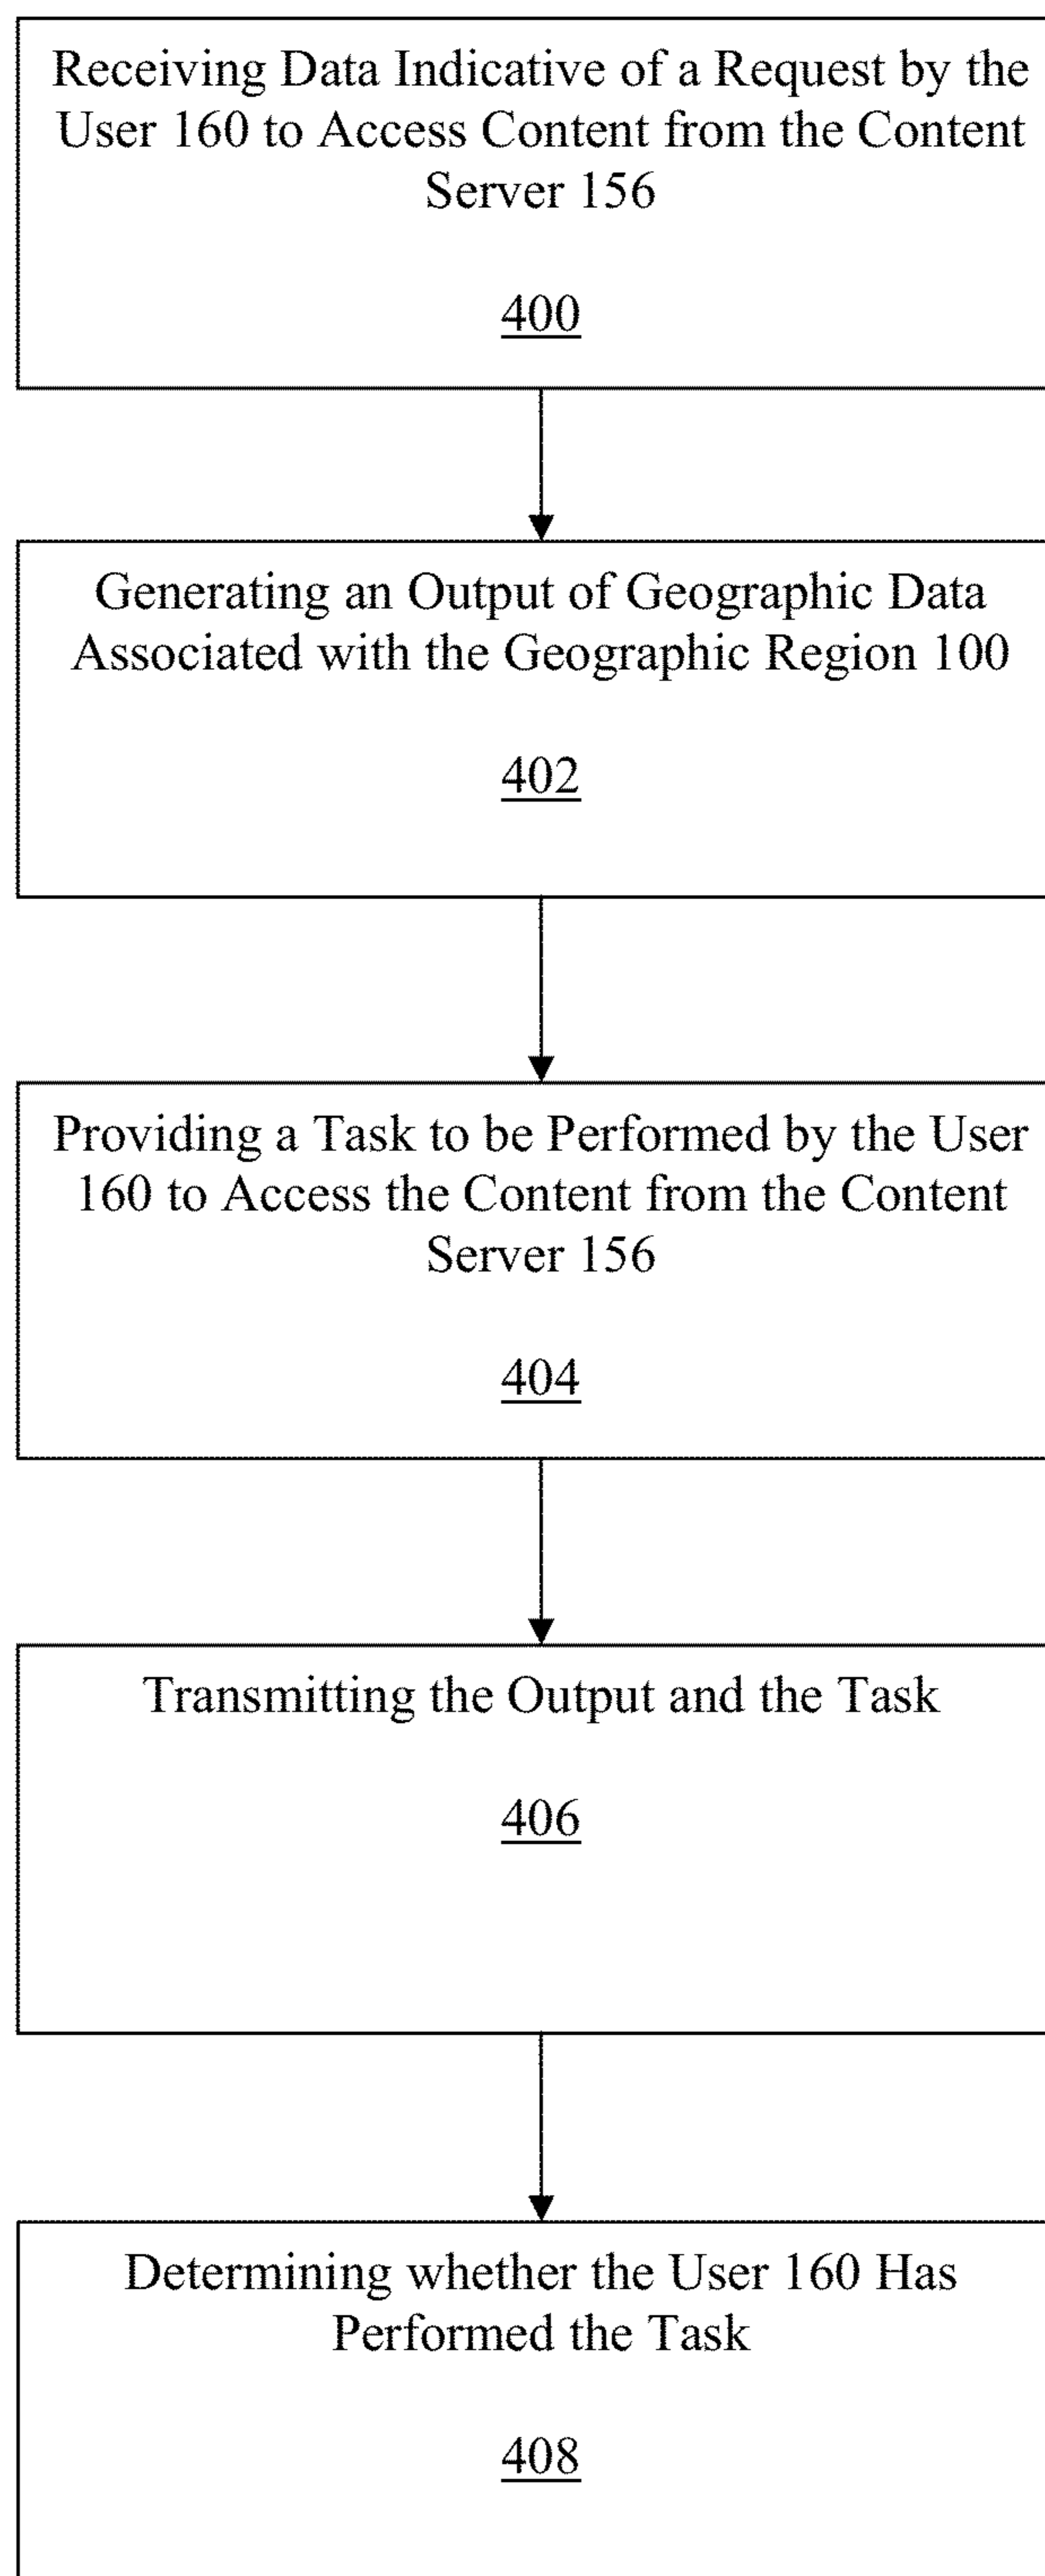 Receiving Data Indicative of a Request by the
User 160 to Access Content from the Content
Server 156
400
Generating an Output of Geographic Data
Associated with the Geographic Region 100
402
Providing a Task to be Performed by the User
160 to Access the Content from the Content
Server 156
404
Transmitting the Output and the Task
406
Determining whether the User 160 Has
Performed the Task
408